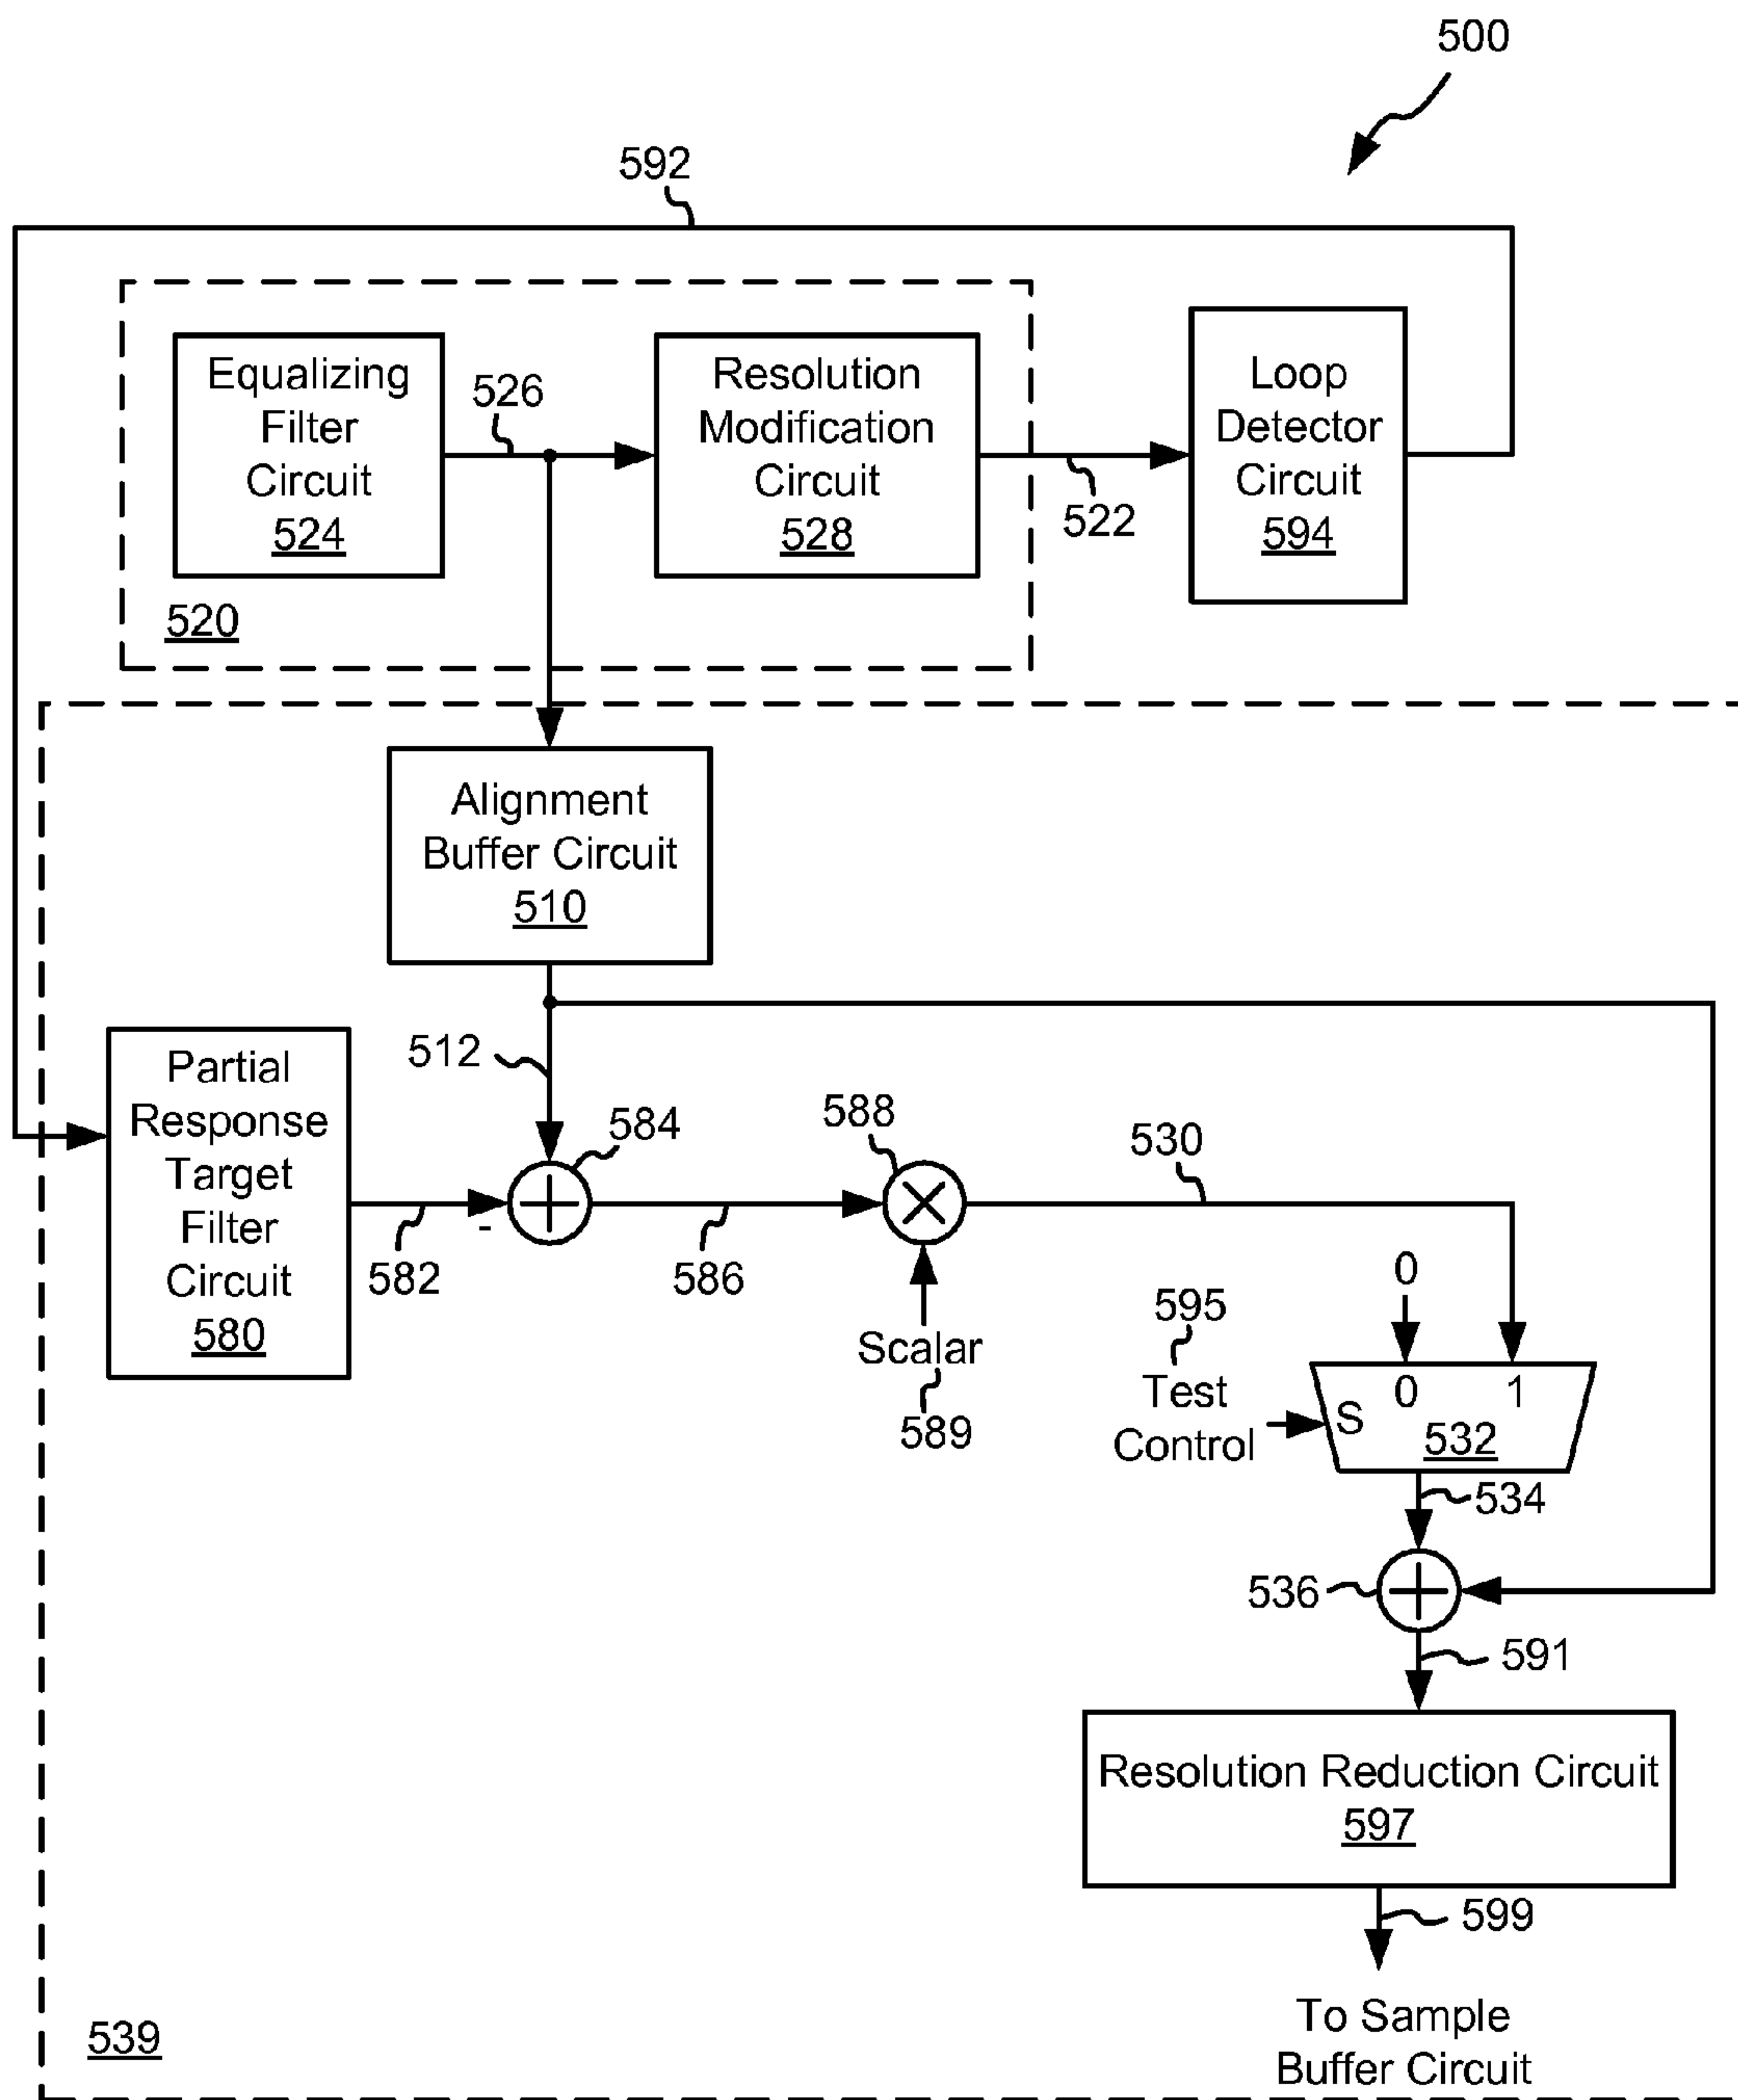 500
592
Equalizing
Filter
Circuit
524
526
Resolution
Modification
Circuit
528
522
Loop
Detector
Circuit
594
520
Alignment
Buffer Circuit
510
512
Partial
Response
Target
Filter
Circuit
580
582
-
584
586
588
Scalar
589
530
595
Test
Control
0
S
0
1
532
534
536
591
Resolution Reduction Circuit
597
599
To Sample
Buffer Circuit
539